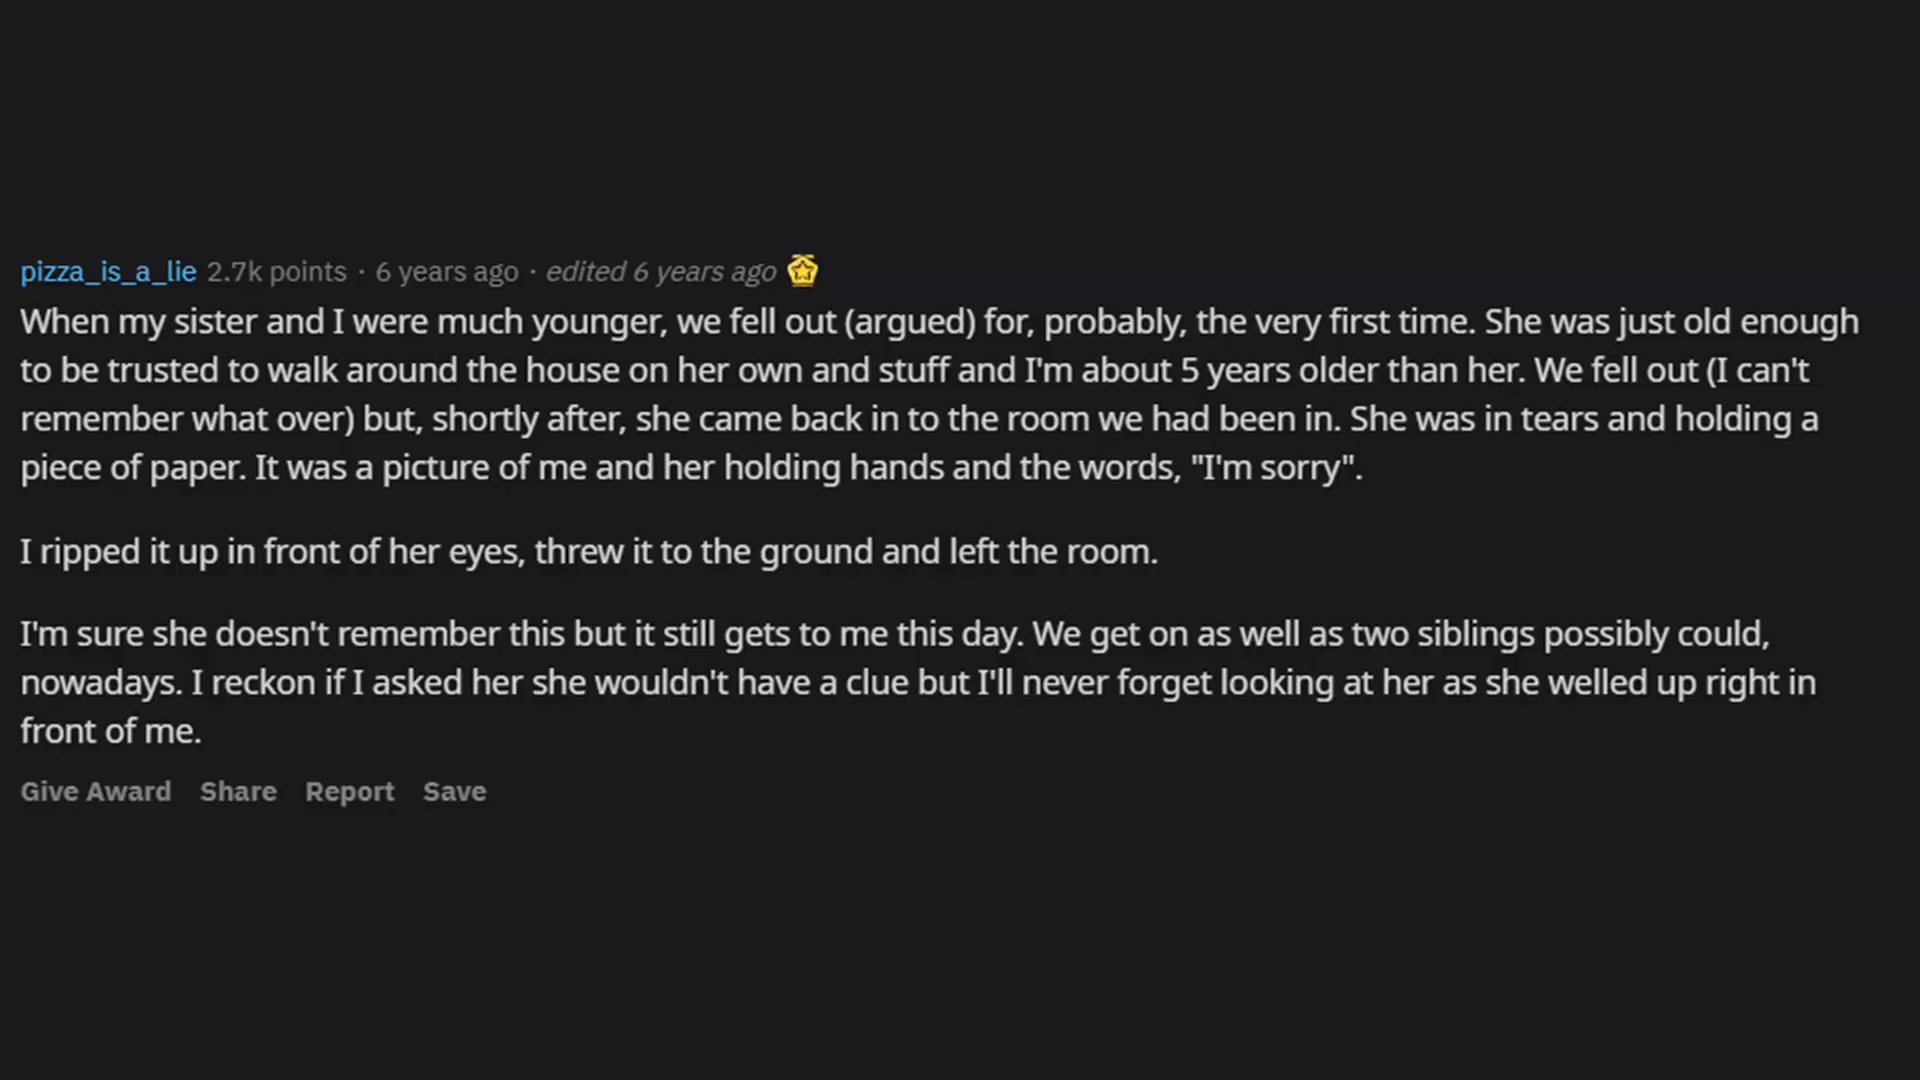 pizza_is_a_lie 2.7k points · 6 years ago · edited 6 years ago
When my sister and I were much younger, we fell out (argued) for, probably, the very first time. She was just old enough
to be trusted to walk around the house on her own and stuff and I'm about 5 years older than her. We fell out (I can't
remember what over) but, shortly after, she came back in to the room we had been in. She was in tears and holding a
piece of paper. It was a picture of me and her holding hands and the words, "I'm sorry".
I ripped it up in front of her eyes, threw it to the ground and left the room.
I'm sure she doesn't remember this but it still gets to me this day. We get on as well as two siblings possibly could,
nowadays. I reckon if I asked her she wouldn't have a clue but I'll never forget looking at her as she welled up right in
front of me.
Give Award Share Report Save